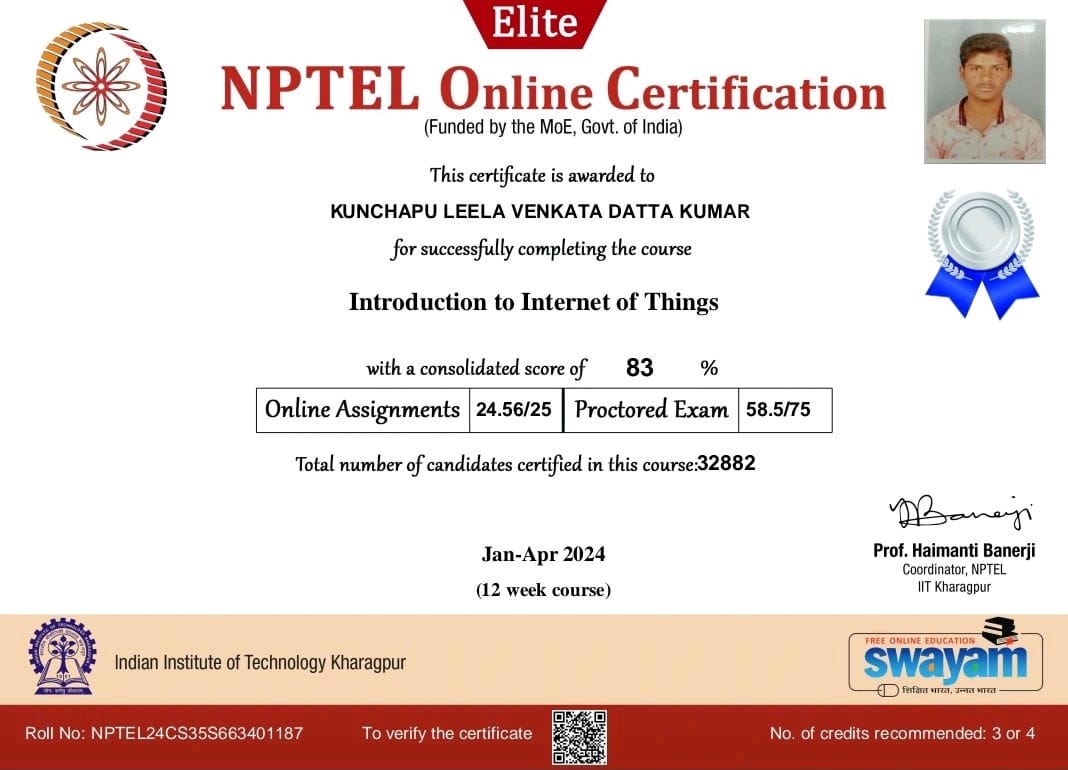 Elite
NPTEL Online Certification
(Funded by the MoE, Govt. of India)
This certificate is awarded to
KUNCHAPU LEELA VENKATA DATTA KUMAR
for successfully completing the course
Introduction to Internet of Things
with a consolidated score of 83 %
Online Assignments 24.56/25 Proctored Exam 58.5/75
Total number of candidates certified in this course:32882
Jan-Apr 2024
(12 week course)
Prof. Haimanti Banerji
Coordinator, NPTEL
IIT Kharagpur
Indian Institute of Technology Kharagpur
FREE ONLINE EDUCATION
swayam
शिक्षित भारत, उन्नत भारत
Roll No: NPTEL24CS35S663401187 To verify the certificate No. of credits recommended: 3 or 4